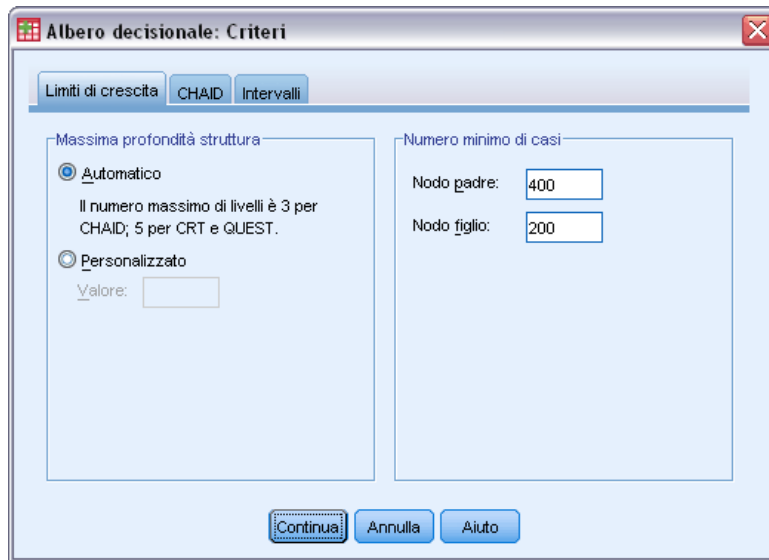 Albero decisionale: Criteri
Limiti di crescita CHAID Intervalli
Massima profondità struttura
Automatico
Il numero massimo di livelli è 3 per
CHAID; 5 per CRT e QUEST.
Personalizzato
Valore:
Numero minimo di casi
Nodo padre: 400
Nodo figlio: 200
Continua Annulla Aiuto